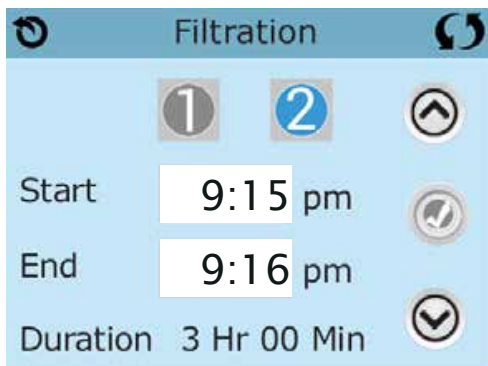 Filtration
1 2
Start 9:15 pm
End 9:16 pm
Duration 3 Hr 00 Min